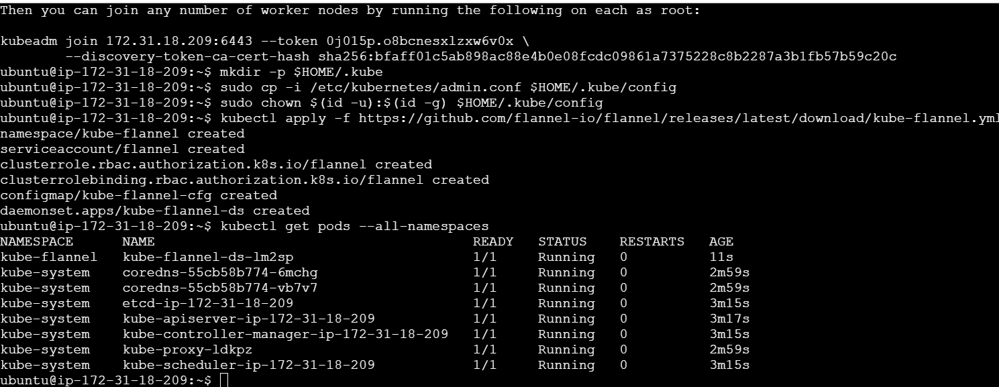 Then you can join any number of worker nodes by running the following on each as root:
kubeadm join 172.31.18.209:6443 --token 0j015p.o8bcnesxlzxw6v0x \
--discovery-token-ca-cert-hash sha256:bfaff01c5ab898ac88e4b0e08fcdc09861a7375228c8b2287a3b1fb57b59c20c
ubuntu@ip-172-31-18-209:~$ mkdir -p $HOME/.kube
ubuntu@ip-172-31-18-209:~$ sudo cp -i /etc/kubernetes/admin.conf $HOME/.kube/config
ubuntu@ip-172-31-18-209:~$ sudo chown $(id -u):$(id -g) $HOME/.kube/config
ubuntu@ip-172-31-18-209:~$ kubectl apply -f https://github.com/flannel-io/flannel/releases/latest/download/kube-flannel.yml
namespace/kube-flannel created
serviceaccount/flannel created
clusterrole.rbac.authorization.k8s.io/flannel created
clusterrolebinding.rbac.authorization.k8s.io/flannel created
configmap/kube-flannel-cfg created
daemonset.apps/kube-flannel-ds created
ubuntu@ip-172-31-18-209:~$ kubectl get pods --all-namespaces
NAMESPACE NAME READY STATUS RESTARTS AGE
kube-flannel kube-flannel-ds-lm2sp 1/1 Running 0 11s
kube-system coredns-55cb58b774-6mchg 1/1 Running 0 2m59s
kube-system coredns-55cb58b774-vb7v7 1/1 Running 0 2m59s
kube-system etcd-ip-172-31-18-209 1/1 Running 0 3m15s
kube-system kube-apiserver-ip-172-31-18-209 1/1 Running 0 3m17s
kube-system kube-controller-manager-ip-172-31-18-209 1/1 Running 0 3m15s
kube-system kube-proxy-ldkpz 1/1 Running 0 2m59s
kube-system kube-scheduler-ip-172-31-18-209 1/1 Running 0 3m15s
ubuntu@ip-172-31-18-209:~$